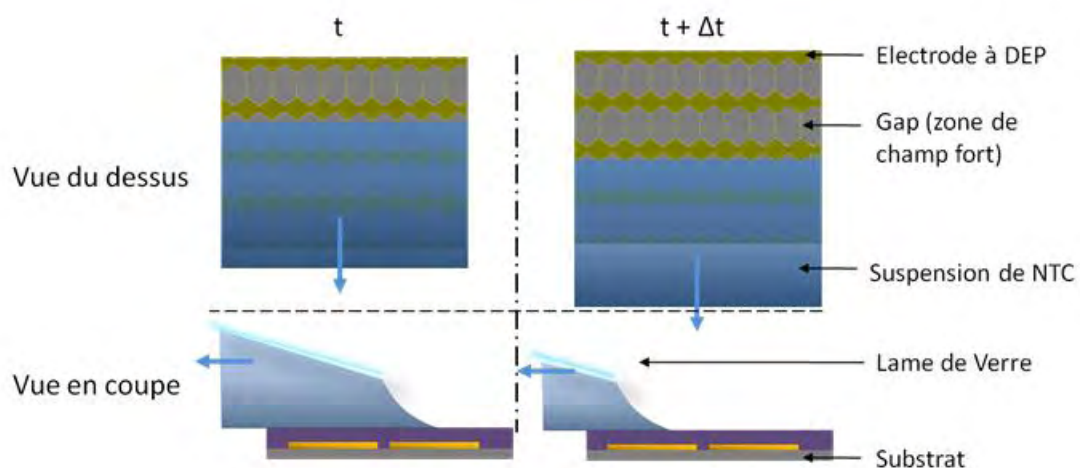 t
t + Δt
Electrode à DEP
Gap (zone de
champ fort)
Vue du dessus
Suspension de NTC
Lame de Verre
Vue en coupe
Substrat